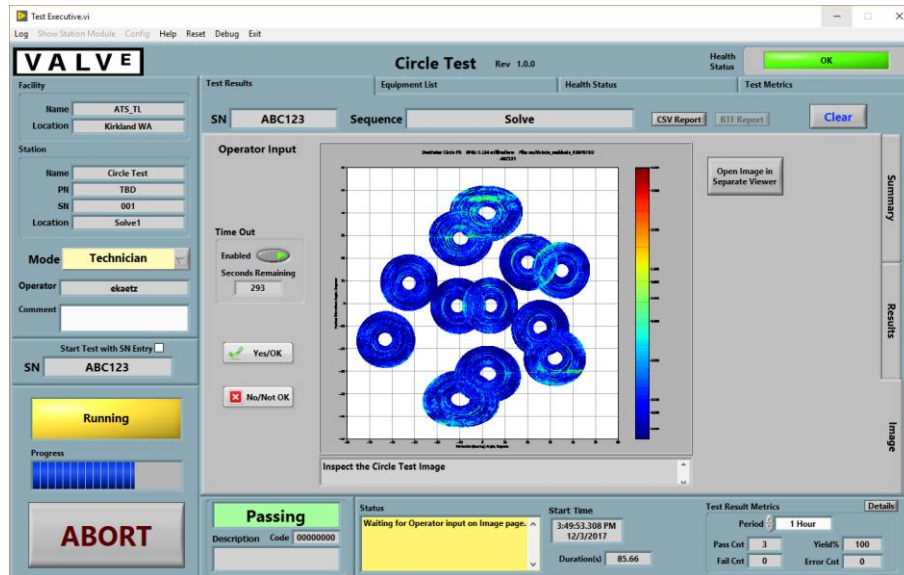 Test Executive.vi
Log Show Station Module Config Help Reset Debug Exit
VALVE
Circle Test Rev 1.0.0
Health Status OK
Facility
Name ATS_TL
Location Kirkland WA
Station
Name Circle Test
PN TBD
SN 001
Location Solve1
Mode Technician
Operator ekaetz
Comment
Start Test with SN Entry
SN ABC123
Running
Progress
ABORT
Test Results Equipment List Health Status Test Metrics
SN ABC123 Sequence Solve CSV Report RTF Report Clear
Operator Input
Time Out
Enabled
Seconds Remaining
293
Yes/OK
No/Not OK
ABC123
Open Image in
Separate Viewer
Summary
Results
Image
Inspect the Circle Test Image
Passing
Description Code 00000000
Status
Waiting for Operator input on Image page.
Start Time
3:49:53.308 PM
12/3/2017
Duration(s) 85.66
Test Result Metrics Details
Period 1 Hour
Pass Cnt 3 Yield% 100
Fail Cnt 0 Error Cnt 0